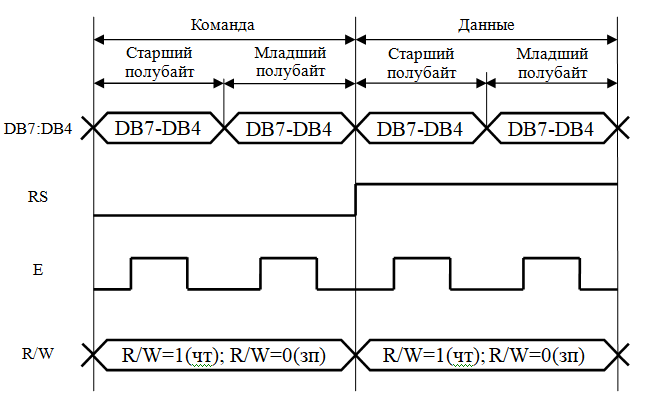 Команда Данные
Старший полубайт Младший полубайт Старший полубайт Младший полубайт
DB7:DB4 DB7-DB4 DB7-DB4 DB7-DB4 DB7-DB4
RS
E
R/W R/W=1(чт); R/W=0(зп) R/W=1(чт); R/W=0(зп)